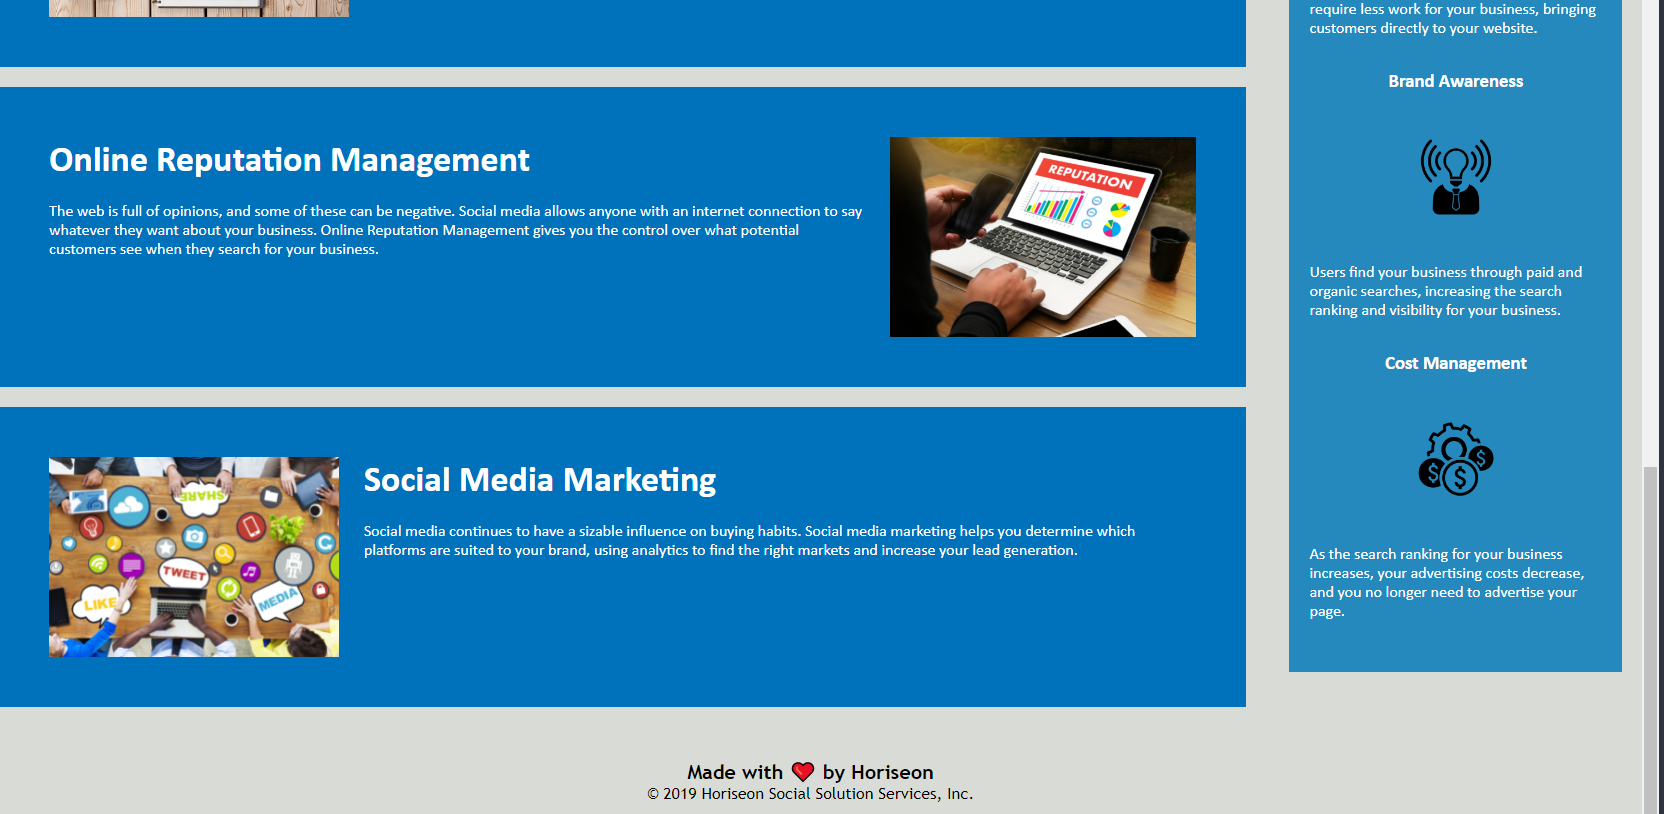 Online Reputation Management
The web is full of opinions, and some of these can be negative. Social media allows anyone with an internet connection to say
whatever they want about your business. Online Reputation Management gives you the control over what potential
customers see when they search for your business.
REPUTATION
SHARE
TWEET
LIKE
MEDIA
Social Media Marketing
Social media continues to have a sizable influence on buying habits. Social media marketing helps you determine which
platforms are suited to your brand, using analytics to find the right markets and increase your lead generation.
require less work for your business, bringing
customers directly to your website.
Brand Awareness
Users find your business through paid and
organic searches, increasing the search
ranking and visibility for your business.
Cost Management
$ $ $
As the search ranking for your business
increases, your advertising costs decrease,
and you no longer need to advertise your
page.
Made with ❤️ by Horiseon
© 2019 Horiseon Social Solution Services, Inc.